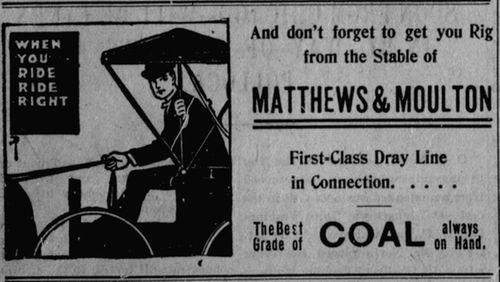 WHEN
YOU
RIDE
RIDE
RIGHT
And don't forget to get you Rig
from the Stable of
MATTHEWS & MOULTON
First-Class Dray Line
in Connection. . . . .
The Best
Grade of
COAL
always
on Hand.